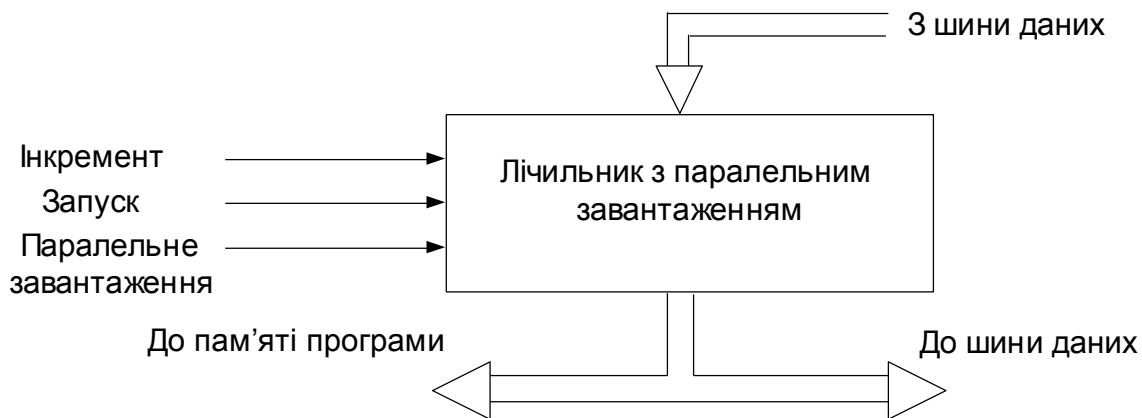 З шини даних
Інкремент
Запуск
Паралельне
завантаження
Лічильник з паралельним
завантаженням
До пам’яті програми
До шини даних